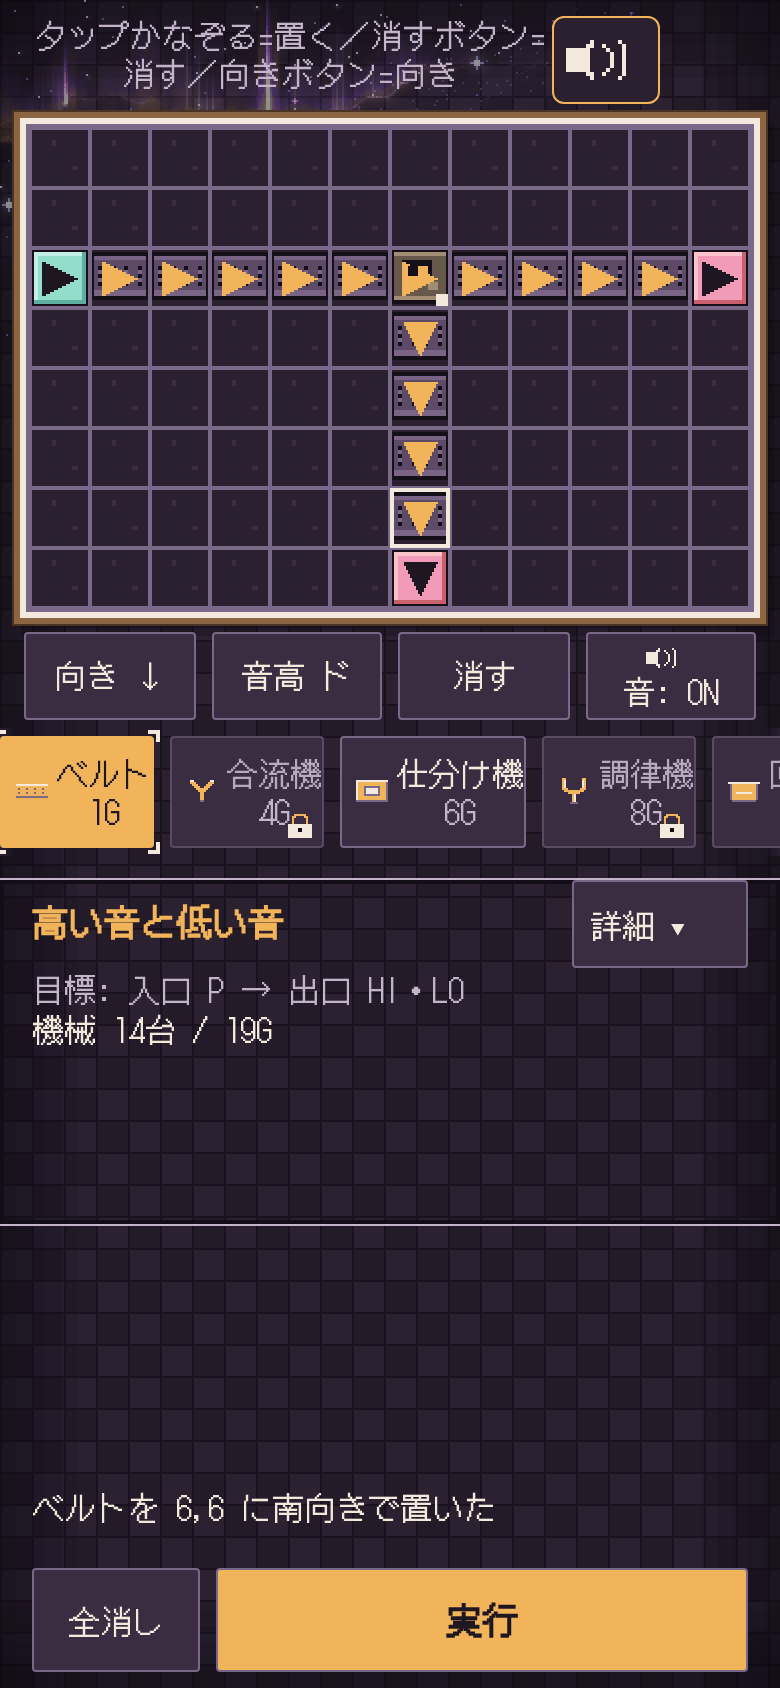 タップかなぞる=置く／消すボタン=
消す／向きボタン=向き
向き ↓
音高 ド
消す
音: ON
ベルト
1G
合流機
4G
仕分け機
6G
調律機
8G
高い音と低い音
詳細 ▾
目標: 入口 P → 出口 HI・LO
機械 14台 / 19G
ベルトを 6,6 に南向きで置いた
全消し
実行